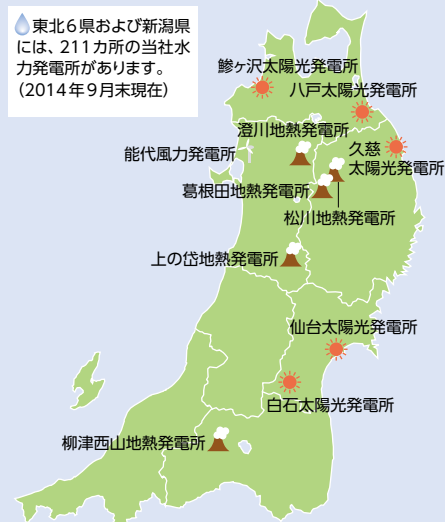 東北6県および新潟県
には、211カ所の当社水
力発電所があります。
(2014年9月末現在)
鯵ヶ沢太陽光発電所
八戸太陽光発電所
澄川地熱発電所
能代風力発電所
久慈
太陽光発電所
葛根田地熱発電所
松川地熱発電所
上の岱地熱発電所
仙台太陽光発電所
白石太陽光発電所
柳津西山地熱発電所